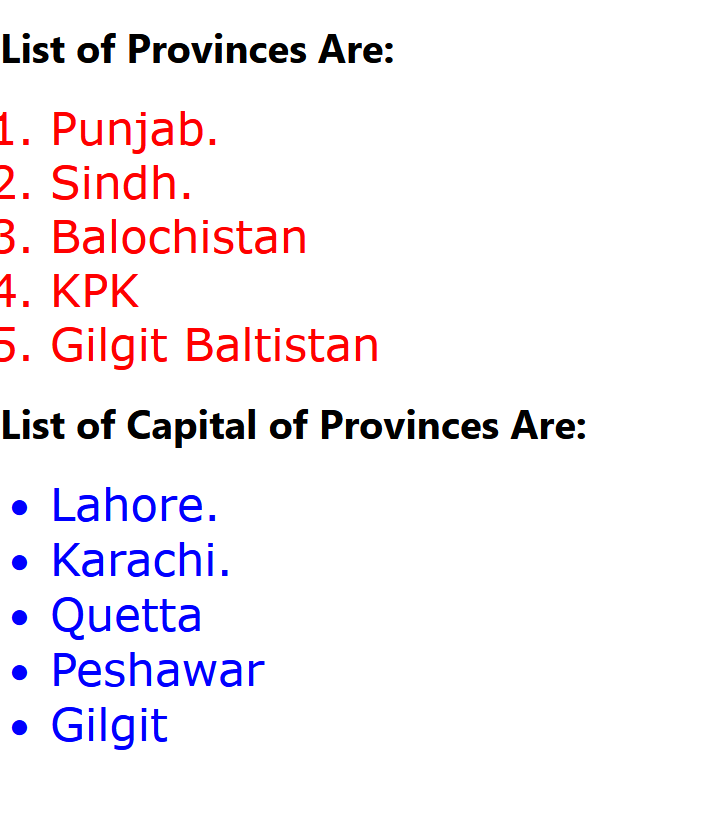 List of Provinces Are:
1. Punjab.
2. Sindh.
3. Balochistan
4. KPK
5. Gilgit Baltistan
List of Capital of Provinces Are:
• Lahore.
• Karachi.
• Quetta
• Peshawar
• Gilgit